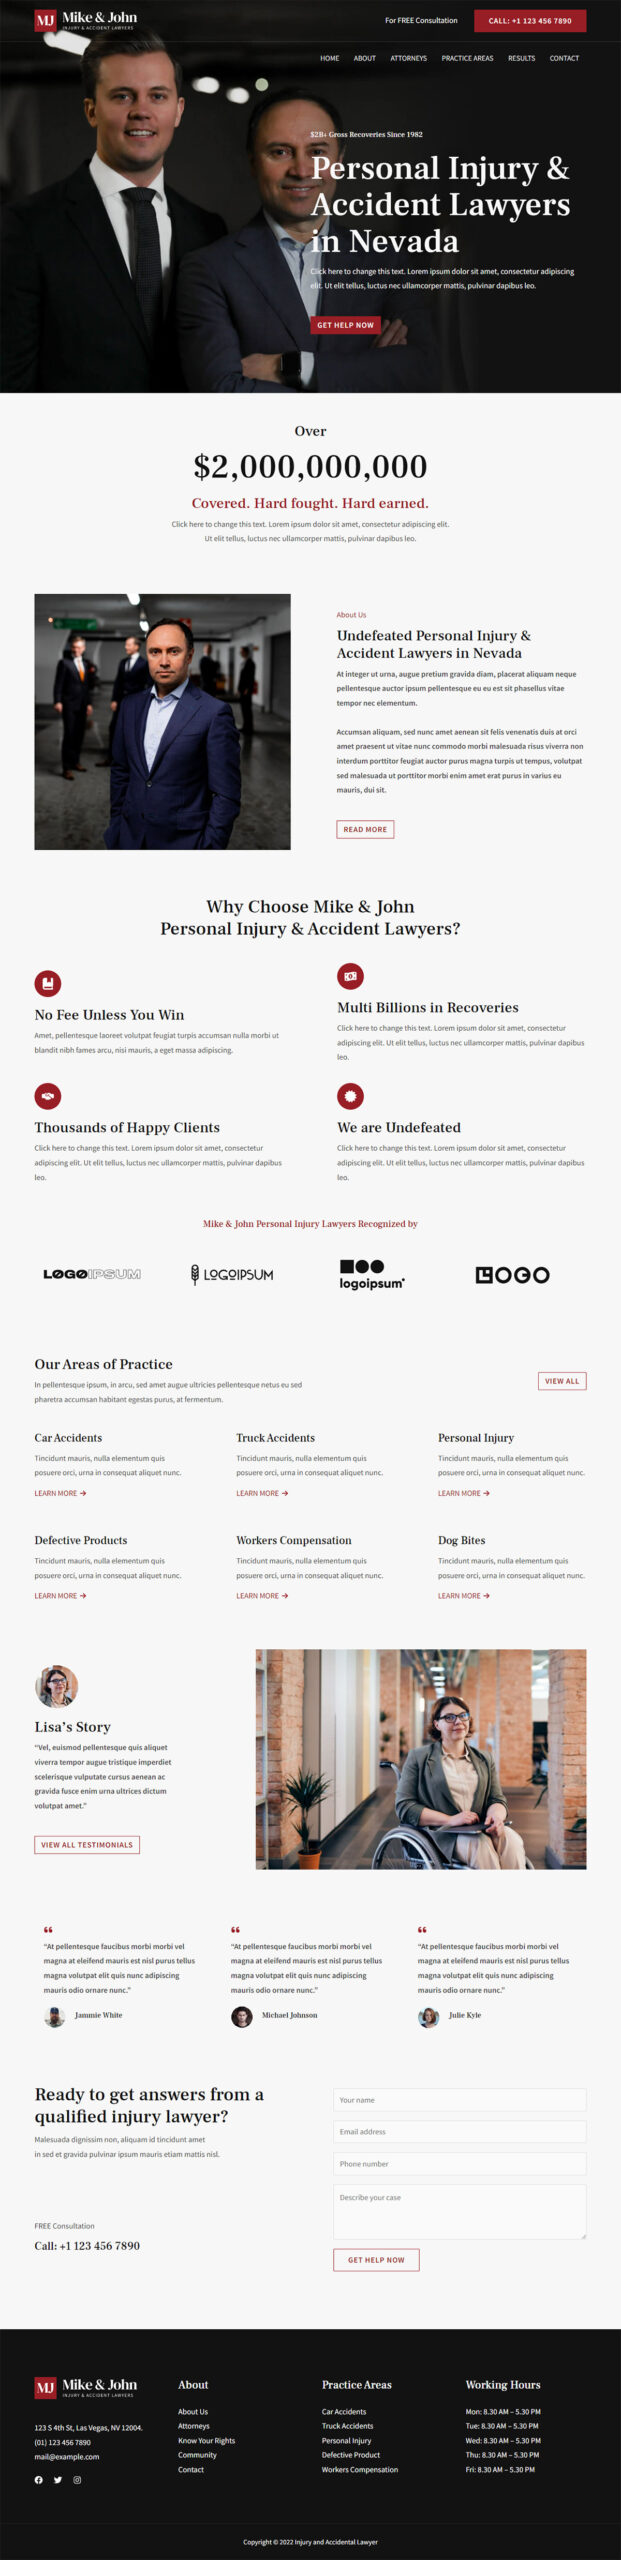 MJ Mike & John
INJURY & ACCIDENT LAWYERS
For FREE Consultation
CALL: +1 123 456 7890
HOME ABOUT ATTORNEYS PRACTICE AREAS RESULTS CONTACT
$2B+ Gross Recoveries Since 1982
Personal Injury &
Accident Lawyers
in Nevada
Click here to change this text. Lorem ipsum dolor sit amet, consectetur adipiscing
elit. Ut elit tellus, luctus nec ullamcorper mattis, pulvinar dapibus leo.
GET HELP NOW
Over
$2,000,000,000
Covered. Hard fought. Hard earned.
Click here to change this text. Lorem ipsum dolor sit amet, consectetur adipiscing elit.
Ut elit tellus, luctus nec ullamcorper mattis, pulvinar dapibus leo.
About Us
Undefeated Personal Injury &
Accident Lawyers in Nevada
At integer ut urna, augue pretium gravida diam, placerat aliquam neque
pellentesque auctor ipsum pellentesque eu eu est sit phasellus vitae
tempor nec elementum.
Accumsan aliquam, sed nunc amet aenean sit felis venenatis duis at orci
amet praesent ut vitae nunc commodo morbi malesuada risus viverra non
interdum porttitor feugiat auctor purus magna turpis ut tempus, volutpat
sed malesuada ut porttitor morbi enim amet erat purus in varius eu
mauris, dui sit.
READ MORE
Why Choose Mike & John
Personal Injury & Accident Lawyers?
No Fee Unless You Win
Amet, pellentesque laoreet volutpat feugiat turpis accumsan nulla morbi ut
blandit nibh fames arcu, nisi mauris, a eget massa adipiscing.
Multi Billions in Recoveries
Click here to change this text. Lorem ipsum dolor sit amet, consectetur
adipiscing elit. Ut elit tellus, luctus nec ullamcorper mattis, pulvinar dapibus
leo.
Thousands of Happy Clients
Click here to change this text. Lorem ipsum dolor sit amet, consectetur
adipiscing elit. Ut elit tellus, luctus nec ullamcorper mattis, pulvinar dapibus
leo.
We are Undefeated
Click here to change this text. Lorem ipsum dolor sit amet, consectetur
adipiscing elit. Ut elit tellus, luctus nec ullamcorper mattis, pulvinar dapibus
leo.
Mike & John Personal Injury Lawyers Recognized by
LOGOIPSUM
LOGOIPSUM
logoipsum
LOGO
Our Areas of Practice
In pellentesque ipsum, in arcu, sed amet augue ultricies pellentesque netus eu sed
pharetra accumsan habitant egestas purus, at fermentum.
VIEW ALL
Car Accidents
Tincidunt mauris, nulla elementum quis
posuere orci, urna in consequat aliquet nunc.
LEARN MORE →
Truck Accidents
Tincidunt mauris, nulla elementum quis
posuere orci, urna in consequat aliquet nunc.
LEARN MORE →
Personal Injury
Tincidunt mauris, nulla elementum quis
posuere orci, urna in consequat aliquet nunc.
LEARN MORE →
Defective Products
Tincidunt mauris, nulla elementum quis
posuere orci, urna in consequat aliquet nunc.
LEARN MORE →
Workers Compensation
Tincidunt mauris, nulla elementum quis
posuere orci, urna in consequat aliquet nunc.
LEARN MORE →
Dog Bites
Tincidunt mauris, nulla elementum quis
posuere orci, urna in consequat aliquet nunc.
LEARN MORE →
Lisa's Story
“Vel, euismod pellentesque quis aliquet
viverra tempor augue tristique imperdiet
scelerisque vulputate cursus aenean ac
gravida fusce enim urna ultrices dictum
volutpat amet.”
VIEW ALL TESTIMONIALS
“At pellentesque faucibus morbi morbi vel
magna at eleifend mauris est nisl purus tellus
magna volutpat elit quis nunc adipiscing
mauris odio ornare nunc.”
Jammie White
“At pellentesque faucibus morbi morbi vel
magna at eleifend mauris est nisl purus tellus
magna volutpat elit quis nunc adipiscing
mauris odio ornare nunc.”
Michael Johnson
“At pellentesque faucibus morbi morbi vel
magna at eleifend mauris est nisl purus tellus
magna volutpat elit quis nunc adipiscing
mauris odio ornare nunc.”
Julie Kyle
Ready to get answers from a
qualified injury lawyer?
Malesuada dignissim non, aliquam id tincidunt amet
in sed et gravida pulvinar ipsum mauris etiam mattis nisl.
FREE Consultation
Call: +1 123 456 7890
Your name
Email address
Phone number
Describe your case
GET HELP NOW
MJ Mike & John
INJURY & ACCIDENT LAWYERS
123 S 4th St, Las Vegas, NV 12004.
(01) 123 456 7890
mail@example.com
About
About Us
Attorneys
Know Your Rights
Community
Contact
Practice Areas
Car Accidents
Truck Accidents
Personal Injury
Defective Product
Workers Compensation
Working Hours
Mon: 8.30 AM – 5.30 PM
Tue: 8.30 AM – 5.30 PM
Wed: 8.30 AM – 5.30 PM
Thu: 8.30 AM – 5.30 PM
Fri: 8.30 AM – 5.30 PM
Copyright © 2022 Injury and Accidental Lawyer